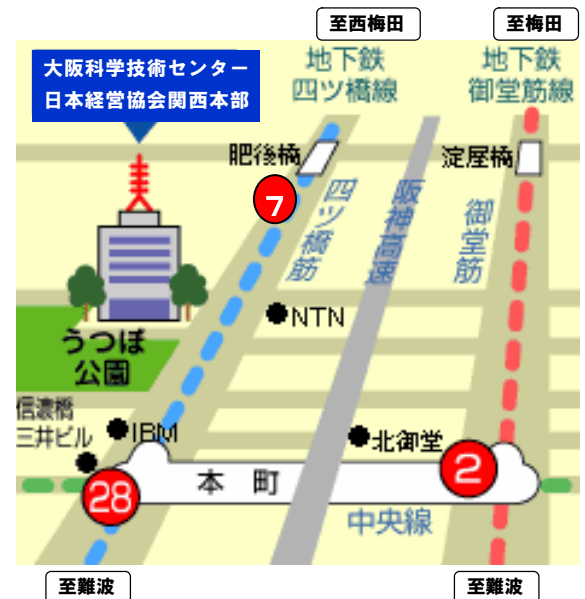 至西梅田
至梅田
大阪科学技術センター
日本経営協会関西本部
地下鉄
四ツ橋線
地下鉄
御堂筋線
肥後橋
淀屋橋
7
四ツ橋筋
阪神高速
御堂筋
NTN
うつぼ
公園
信濃橋
三井ビル
IBM
北御堂
2
28
本町
中央線
至難波
至難波